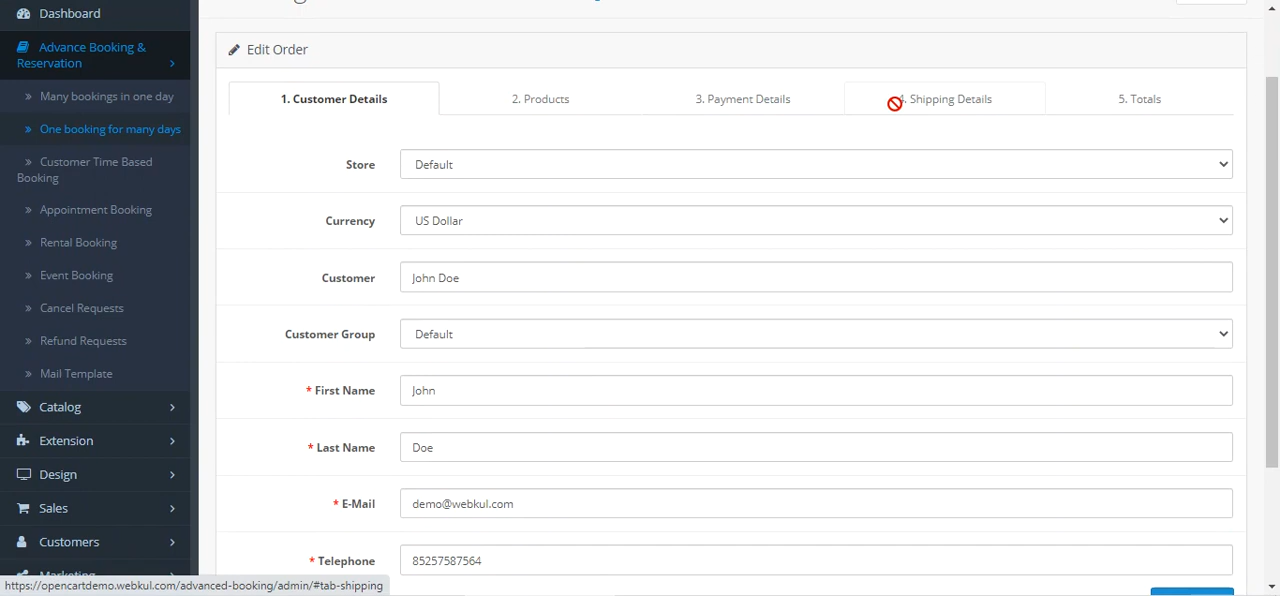 Dashboard
Advance Booking &
Reservation
» Many bookings in one day
» One booking for many days
» Customer Time Based
Booking
» Appointment Booking
» Rental Booking
» Event Booking
» Cancel Requests
» Refund Requests
» Mail Template
Catalog
Extension
Design
Sales
Customers
Marketing
https://opencartdemo.webkul.com/advanced-booking/admin/#tab-shipping
Edit Order
1. Customer Details
2. Products
3. Payment Details
4. Shipping Details
5. Totals
Store
Default
Currency
US Dollar
Customer
John Doe
Customer Group
Default
* First Name
John
* Last Name
Doe
* E-Mail
demo@webkul.com
* Telephone
85257587564